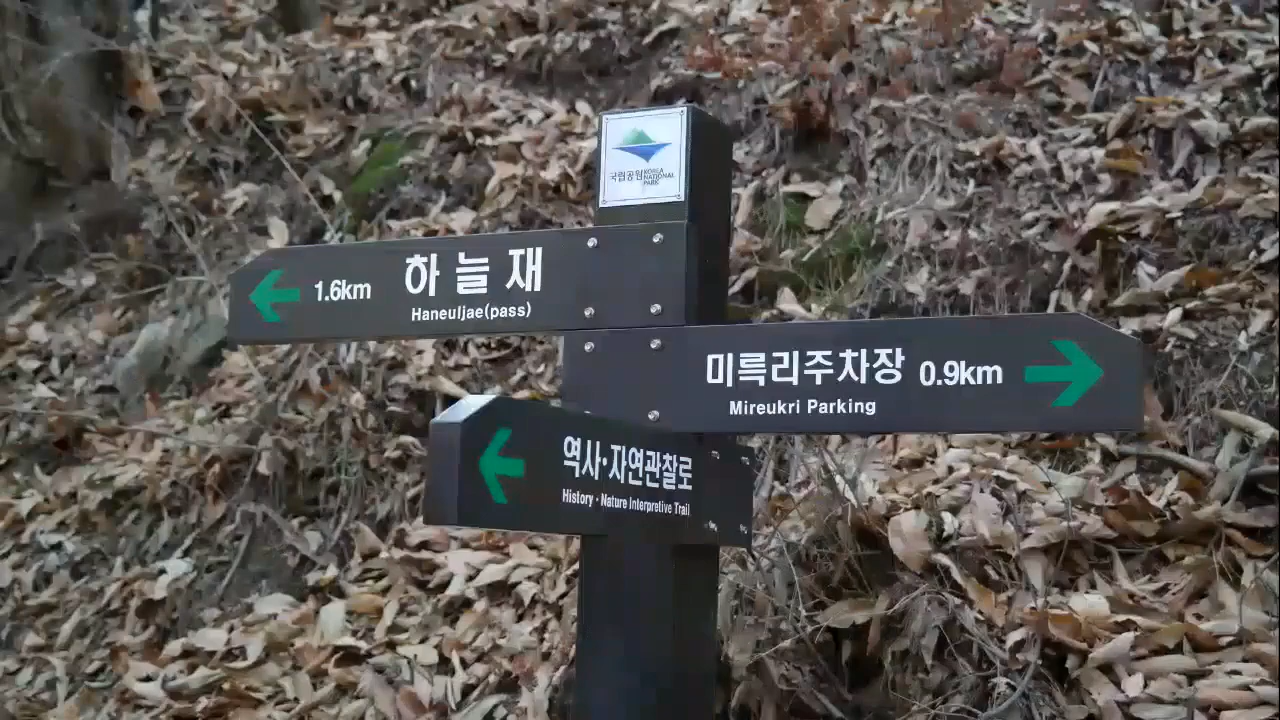 국립공원 KOREA
NATIONAL
PARK
1.6km 하늘재
Haneuljae(pass)
미륵리주차장 0.9km
Mireukri Parking
역사·자연관찰로
History · Nature Interpretive Trail